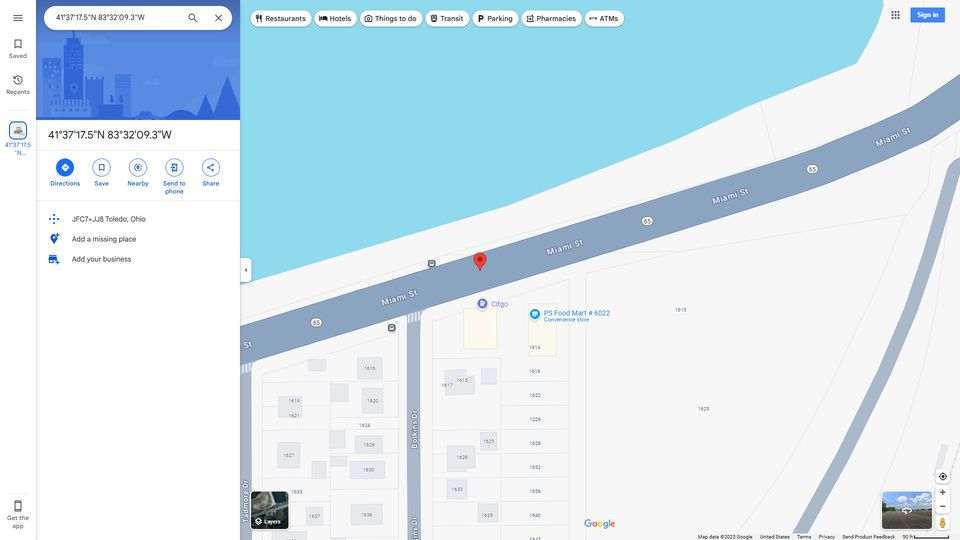 41°37'17.5"N 83°32'09.3"W
Restaurants
Hotels
Things to do
Transit
Parking
Pharmacies
ATMs
Sign in
Saved
Recents
41°37'17.5
"N...
41°37'17.5"N 83°32'09.3"W
Directions
Save
Nearby
Send to
phone
Share
JFC7+JJ8 Toledo, Ohio
Add a missing place
Add your business
Get the
app
Layers
Miami St
65
Miami St
65
Miami St
Miami St
65
St
Citgo
PS Food Mart # 6022
Convenience store
1614
1615
1616
1615
1617
1618
1619
1620
1621
1622
1624
1226
1625
1625
1626
1628
1627
1629
1630
1632
1633
1633
1636
1635
1637
1636
1640
Botkins Dr
Tadmore Dr
ns Dr
Google
Map data ©2025 Google
United States
Terms
Privacy
Send Product Feedback
50 ft